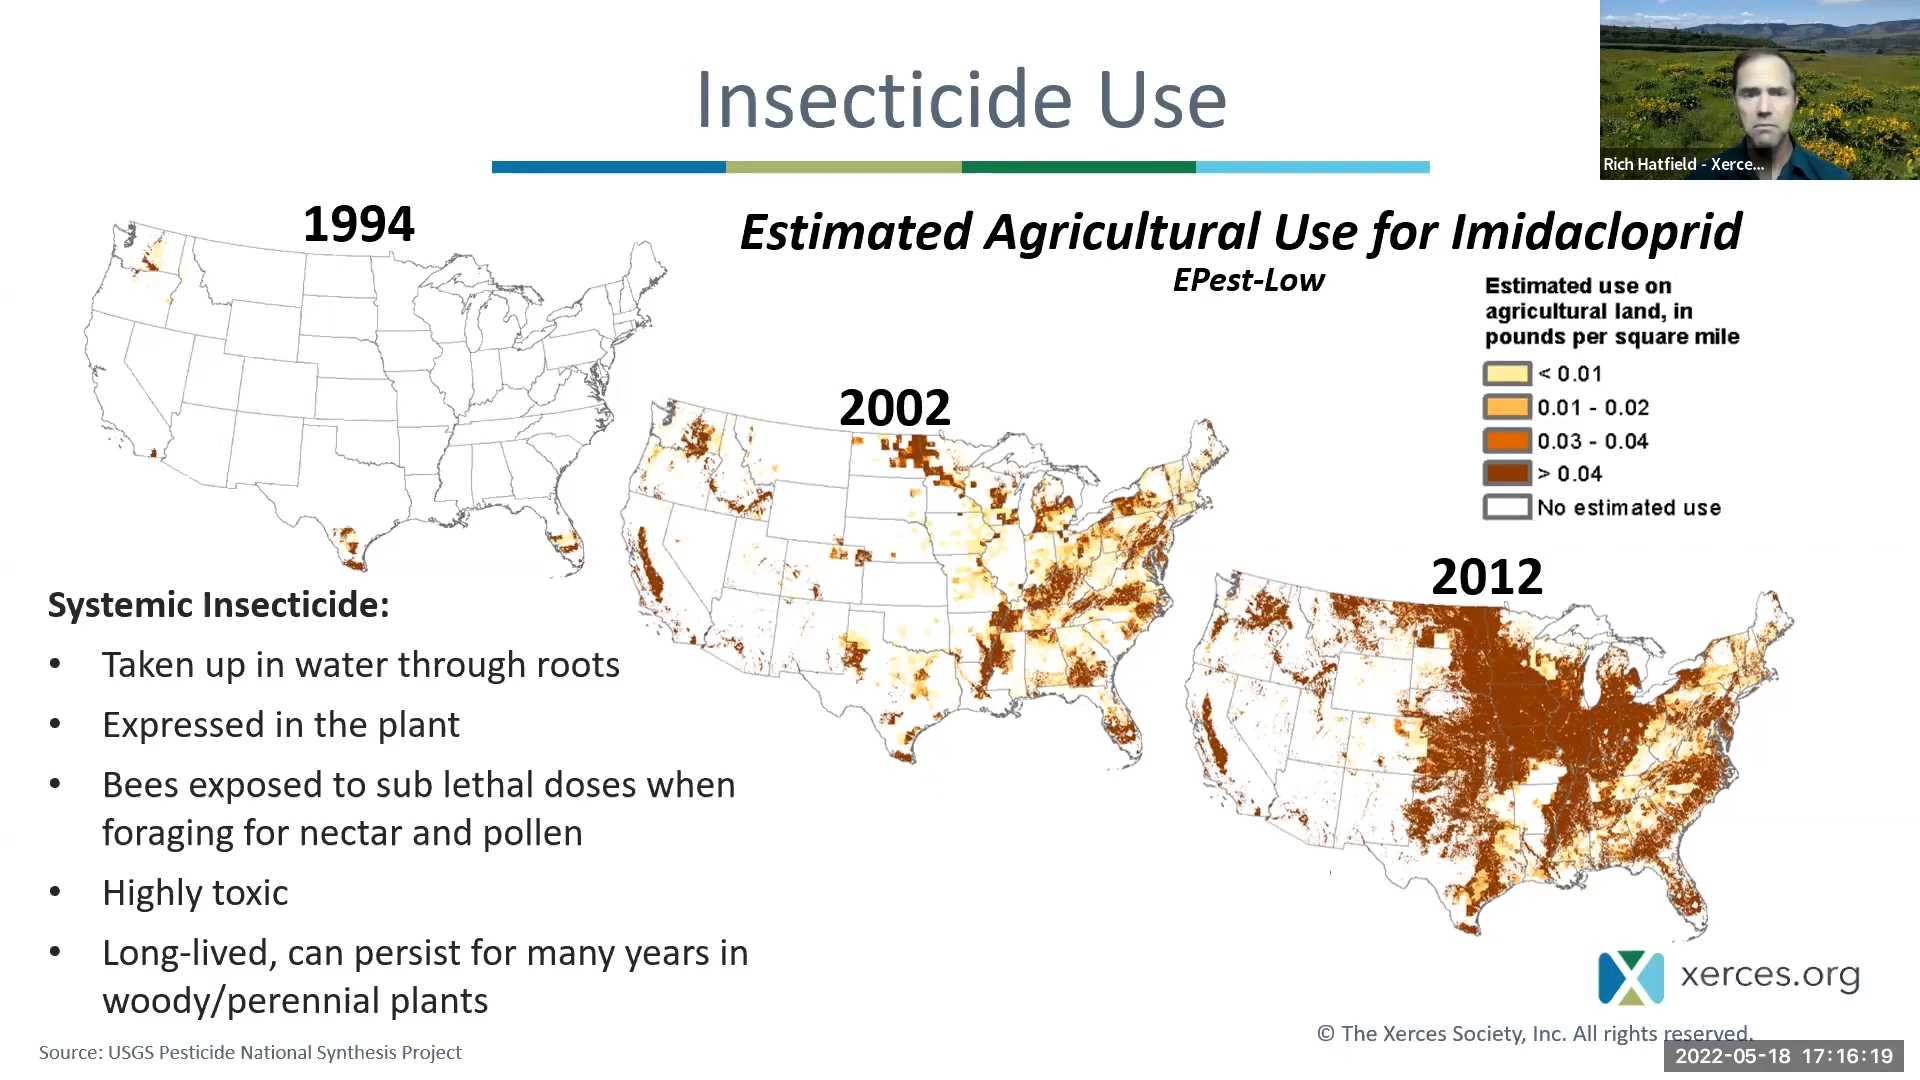 Insecticide Use
Rich Hatfield - Xerce...
1994
Estimated Agricultural Use for Imidacloprid
EPest-Low
Estimated use on
agricultural land, in
pounds per square mile
< 0.01
0.01 - 0.02
0.03 - 0.04
> 0.04
No estimated use
2002
2012
Systemic Insecticide:
• Taken up in water through roots
• Expressed in the plant
• Bees exposed to sub lethal doses when
foraging for nectar and pollen
• Highly toxic
• Long-lived, can persist for many years in
woody/perennial plants
xerces.org
© The Xerces Society, Inc. All rights reserved.
Source: USGS Pesticide National Synthesis Project
2022-05-18 17:16:19